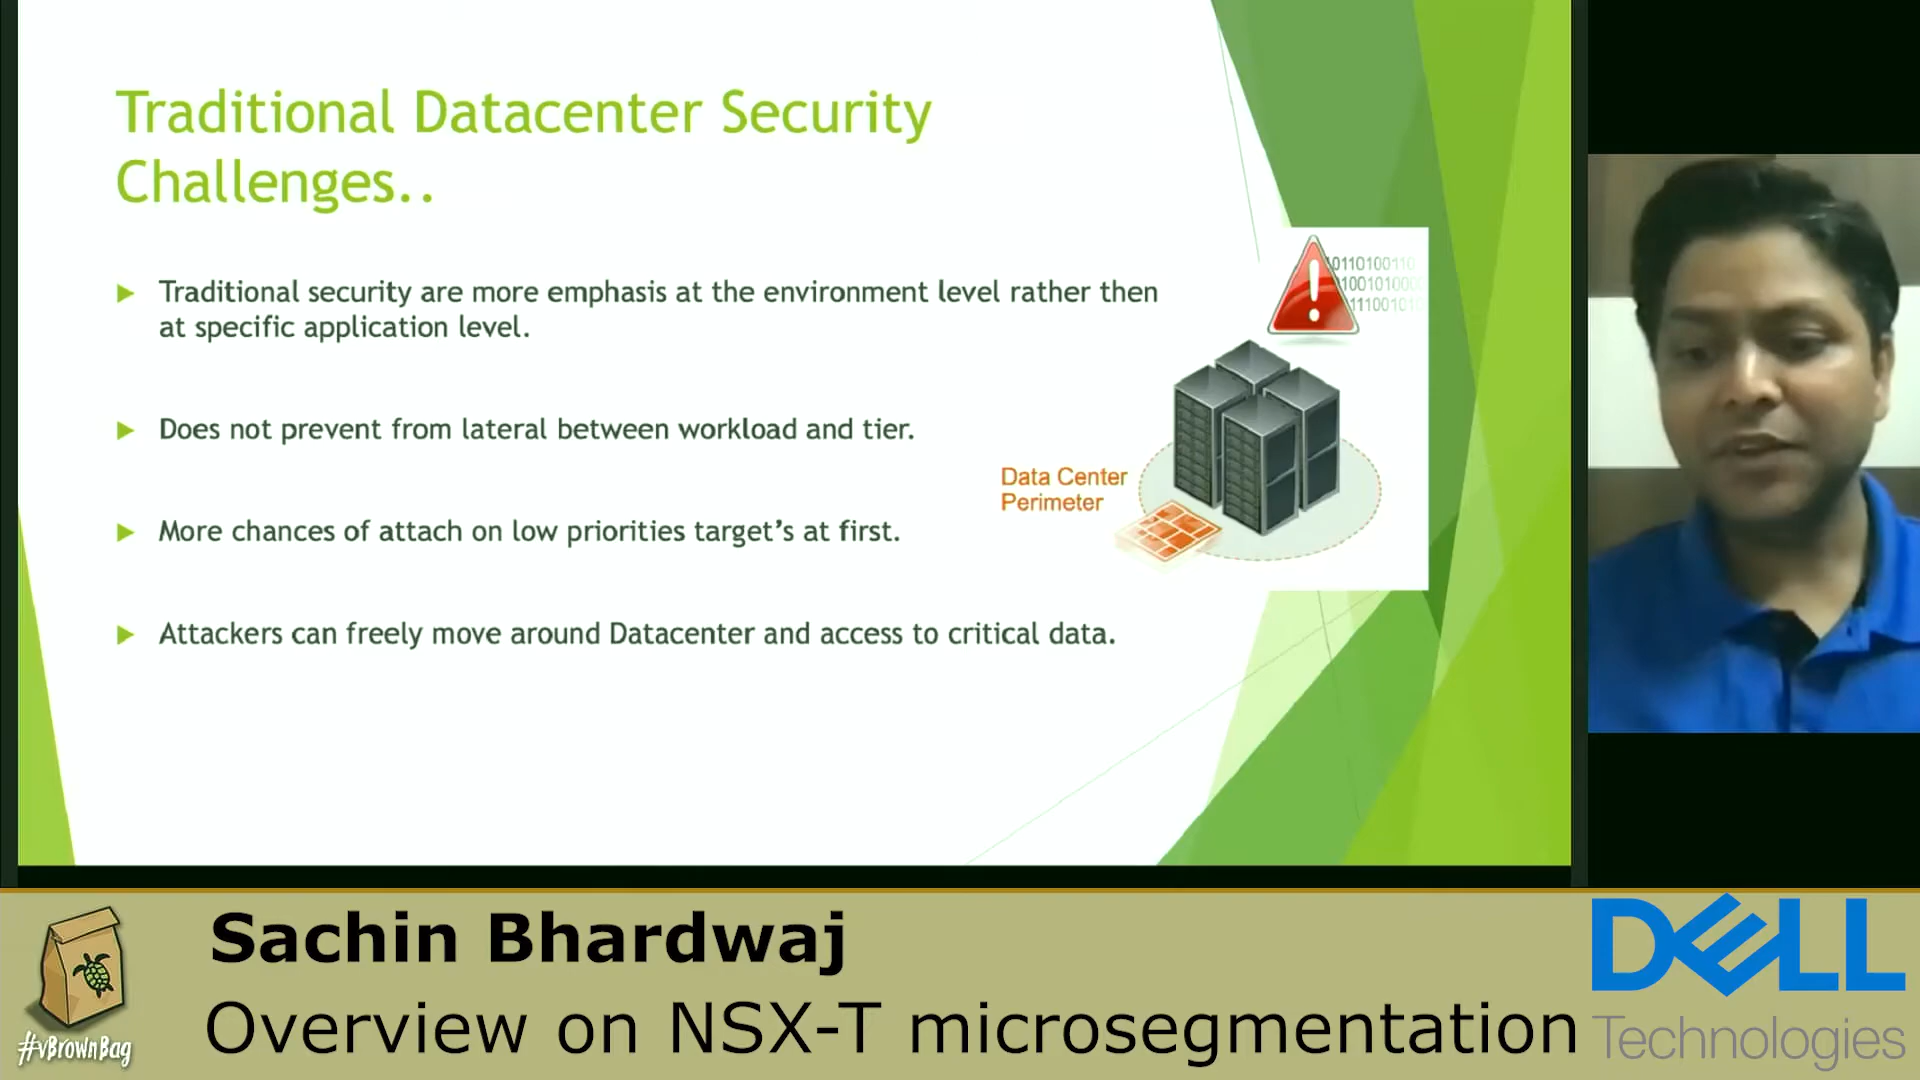 Traditional Datacenter Security
Challenges..
Traditional security are more emphasis at the environment level rather then
at specific application level.
Does not prevent from lateral between workload and tier.
More chances of attach on low priorities target's at first.
Attackers can freely move around Datacenter and access to critical data.
Data Center
Perimeter
Sachin Bhardwaj
Overview on NSX-T microsegmentation
#vBrownBag
DELL
Technologies